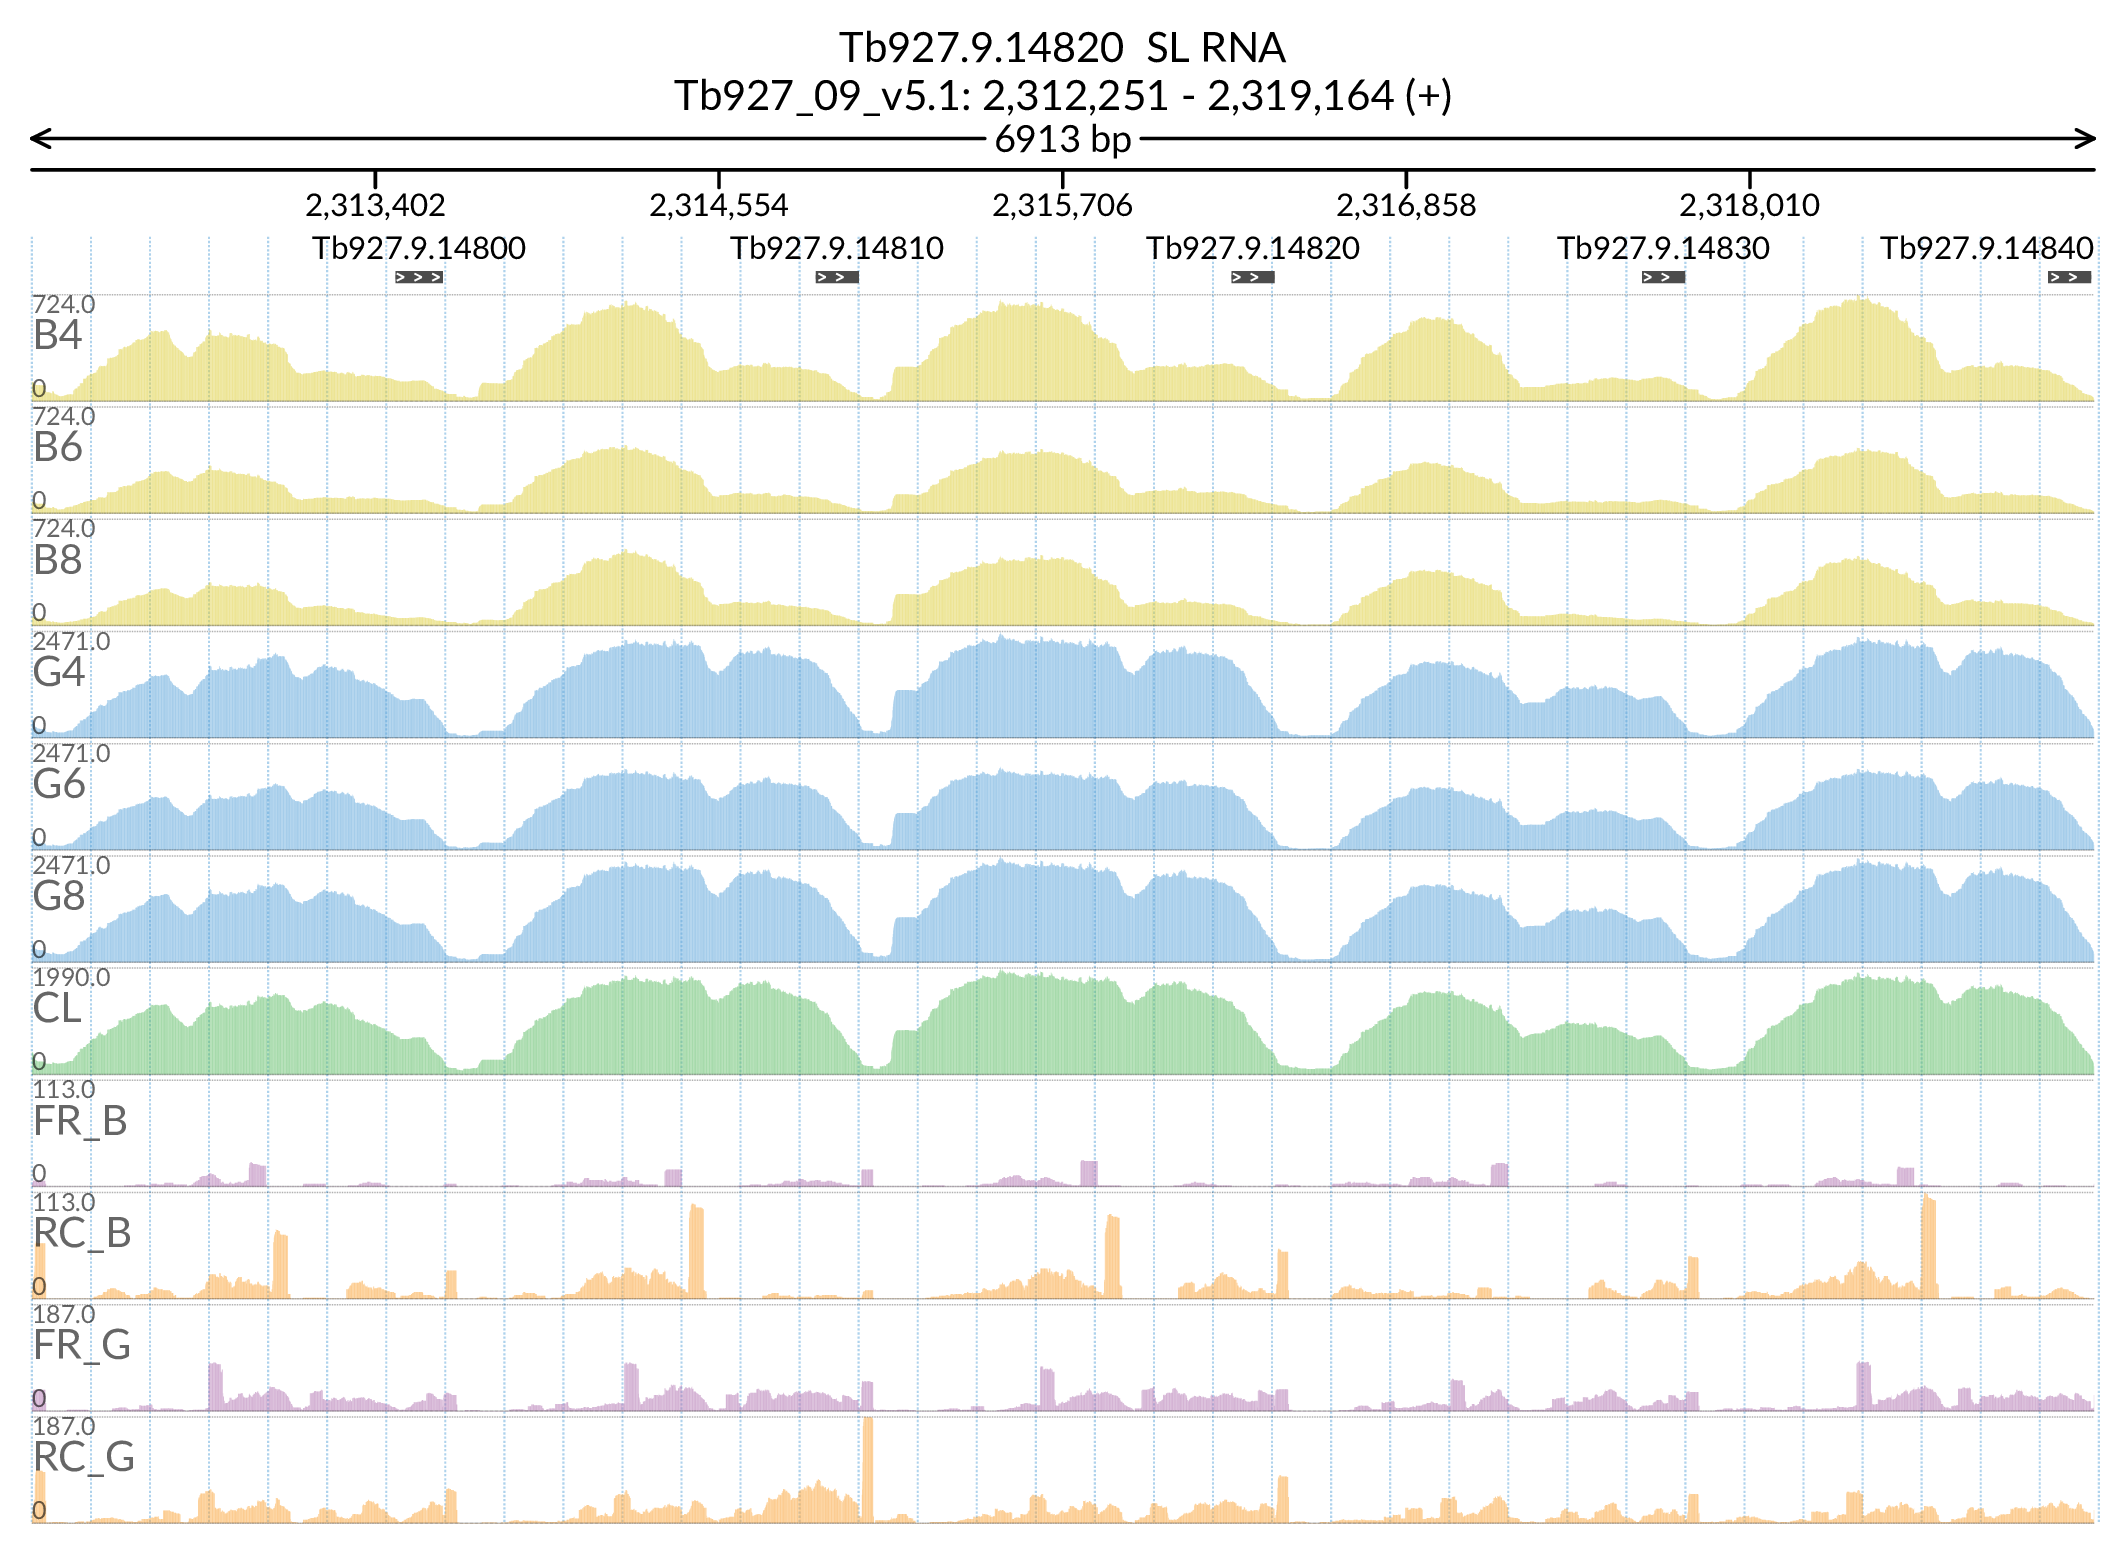 Tb927.9.14820 SL RNA
Tb927_09_v5.1: 2,312,251 - 2,319,164 (+)
6913 bp
2,313,402 2,314,554 2,315,706 2,316,858 2,318,010
Tb927.9.14800 Tb927.9.14810 Tb927.9.14820 Tb927.9.14830 Tb927.9.14840
724.0
B4
0
724.0
B6
0
724.0
B8
0
2471.0
G4
0
2471.0
G6
0
2471.0
G8
0
1990.0
CL
0
113.0
FR_B
0
113.0
RC_B
0
187.0
FR_G
0
187.0
RC_G
0